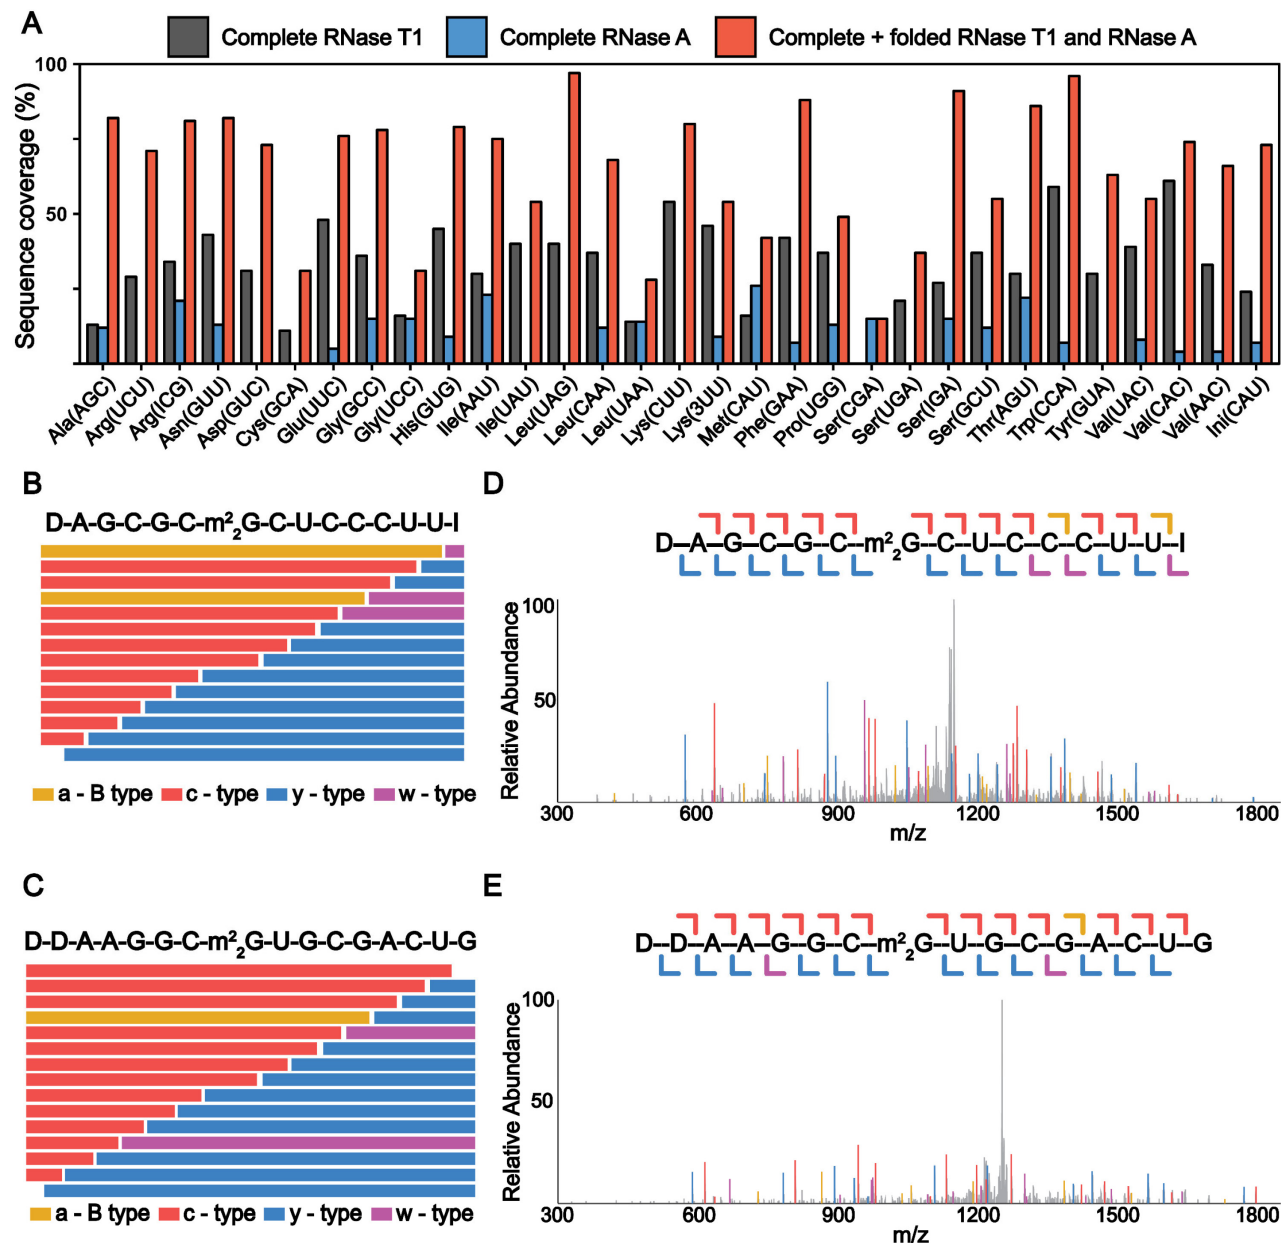 A
Complete RNase T1
Complete RNase A
Complete + folded RNase T1 and RNase A
Sequence coverage (%)
100
50
Ala(AGC)
Arg(UCU)
Arg(ICG)
Asn(GUU)
Asp(GUC)
Cys(GCA)
Glu(UUC)
Gly(GCC)
Gly(UCC)
His(GUG)
Ile(AAU)
Ile(UAU)
Leu(UAG)
Leu(CAA)
Leu(UAA)
Lys(CUU)
Lys(3UU)
Met(CAU)
Phe(GAA)
Pro(UGG)
Ser(CGA)
Ser(UGA)
Ser(IGA)
Ser(GCU)
Thr(AGU)
Trp(CCA)
Tyr(GUA)
Val(UAC)
Val(CAC)
Val(AAC)
Ini(CAU)
B
D-A-G-C-G-C-m²₂G-C-U-C-C-C-U-U-I
a - B type
c - type
y - type
w - type
D
D-A-G-C-G-C-m²₂G-C-U-C-C-C-U-U-I
Relative Abundance
100
50
300 600 900 1200 1500 1800
m/z
C
D-D-A-A-G-G-C-m²₂G-U-G-C-G-A-C-U-G
a - B type
c - type
y - type
w - type
E
D-D-A-A-G-G-C-m²₂G-U-G-C-G-A-C-U-G
Relative Abundance
100
50
300 600 900 1200 1500 1800
m/z